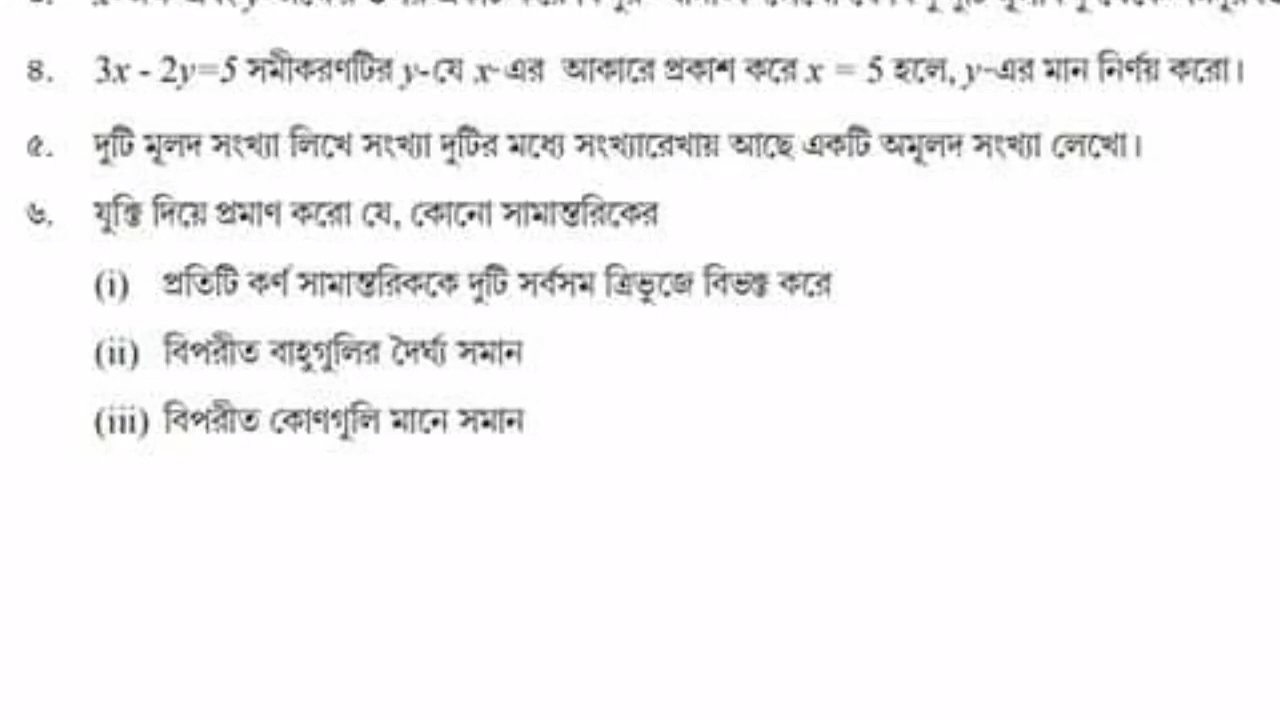 ৪. 3x - 2y=5 সমীকরণটির y-যে x-এর আকারে প্রকাশ করে x = 5 হলে, y-এর মান নির্ণয় করো।
৫. দুটি মূলদ সংখ্যা লিখে সংখ্যা দুটির মধ্যে সংখ্যারেখায় আছে একটি অমূলদ সংখ্যা লেখো।
৬. যুক্তি দিয়ে প্রমাণ করো যে, কোনো সামান্তরিকের
(i) প্রতিটি কর্ণ সামান্তরিককে দুটি সর্বসম ত্রিভুজে বিভক্ত করে
(ii) বিপরীত বাহুগুলির দৈর্ঘ্য সমান
(iii) বিপরীত কোণগুলি মানে সমান